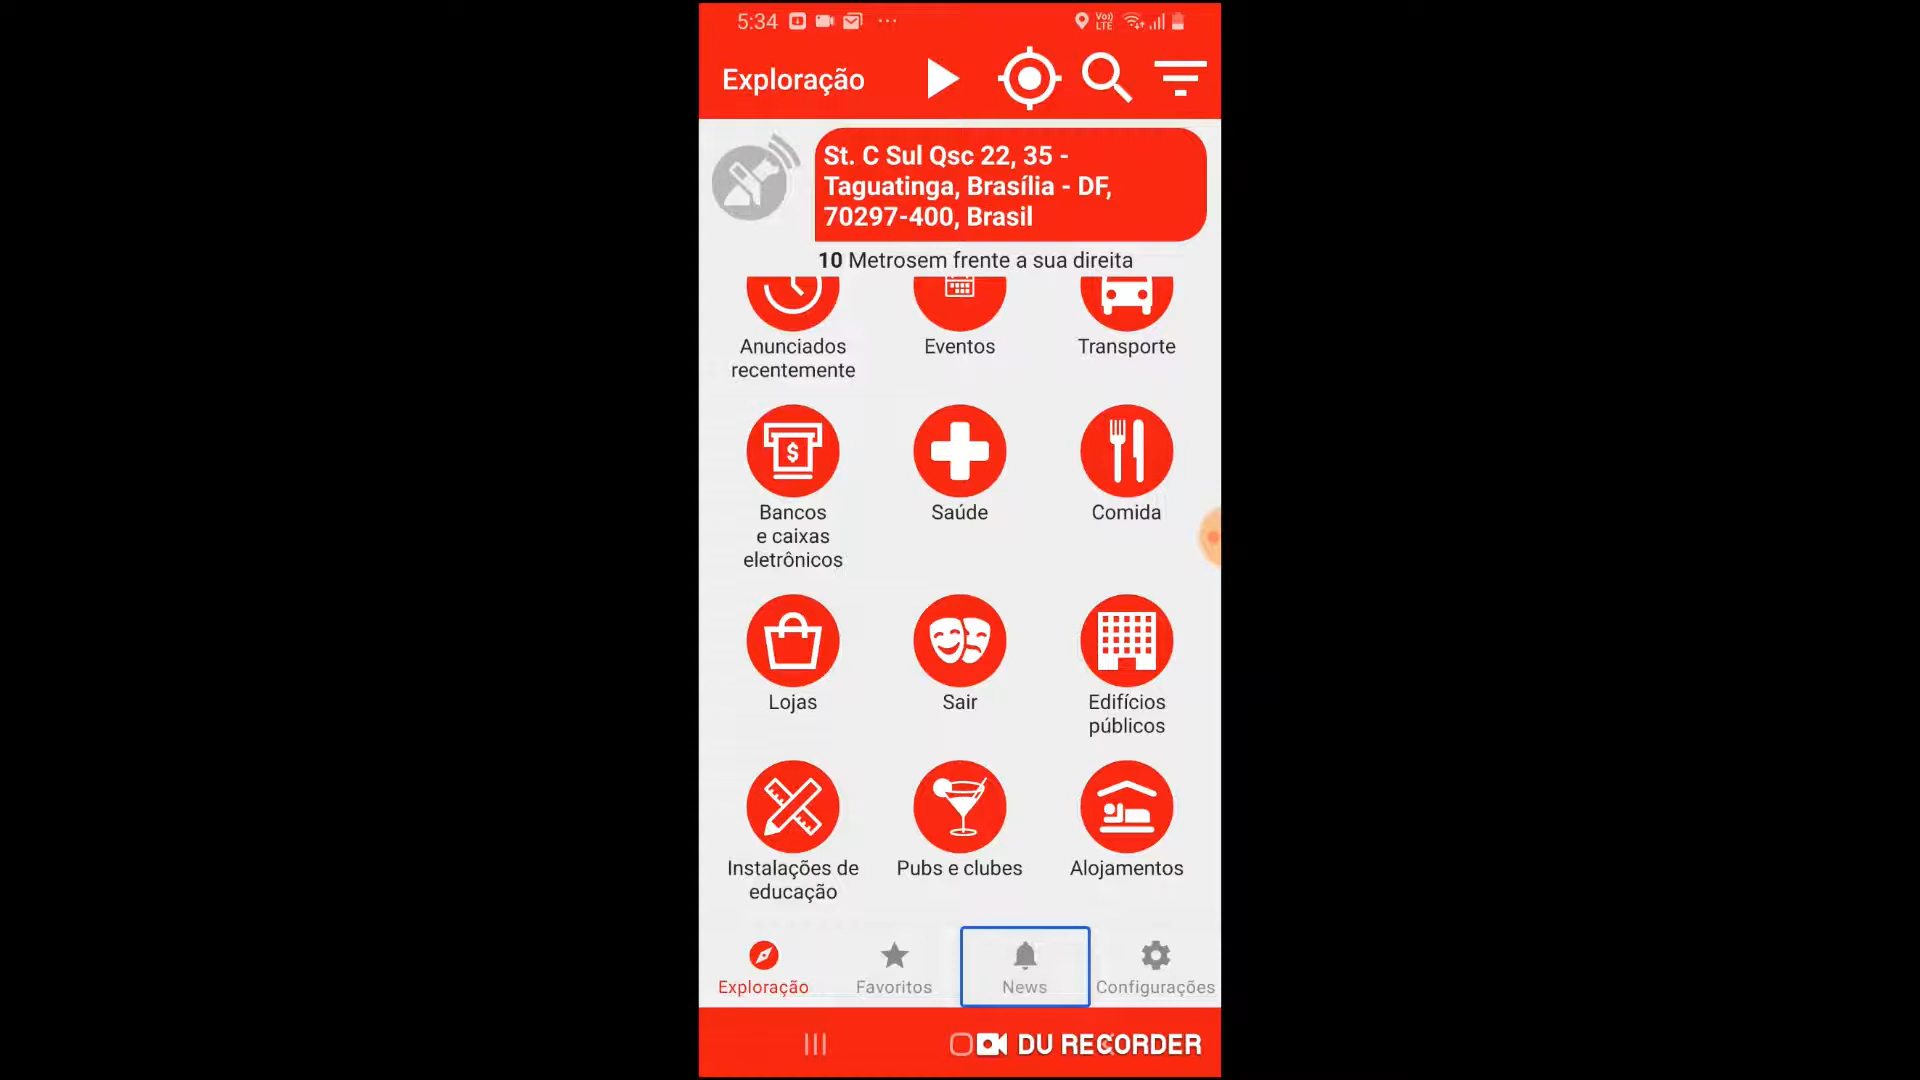 5:34
Vo))
LTE
Exploração
St. C Sul Qsc 22, 35 -
Taguatinga, Brasília - DF,
70297-400, Brasil
10 Metrosem frente a sua direita
Anunciados
recentemente
Eventos
Transporte
Bancos
e caixas
eletrônicos
Saúde
Comida
Lojas
Sair
Edifícios
públicos
Instalações de
educação
Pubs e clubes
Alojamentos
Exploração
Favoritos
News
Configurações
DU RECORDER